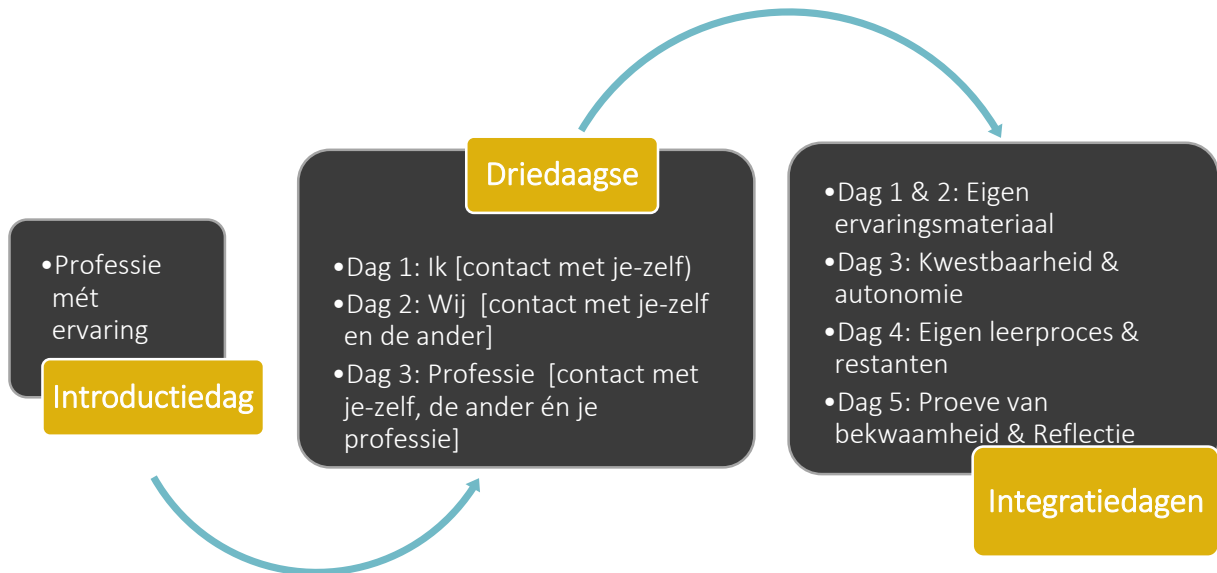 •Professie
mét
ervaring
Introductiedag
Driedaagse
•Dag 1: Ik [contact met je-zelf)
•Dag 2: Wij [contact met je-zelf
en de ander]
•Dag 3: Professie [contact met
je-zelf, de ander én je
professie]
•Dag 1 & 2: Eigen
ervaringsmateriaal
•Dag 3: Kwestbaarheid &
autonomie
•Dag 4: Eigen leerproces &
restanten
•Dag 5: Proeve van
bekwaamheid & Reflectie
Integratiedagen